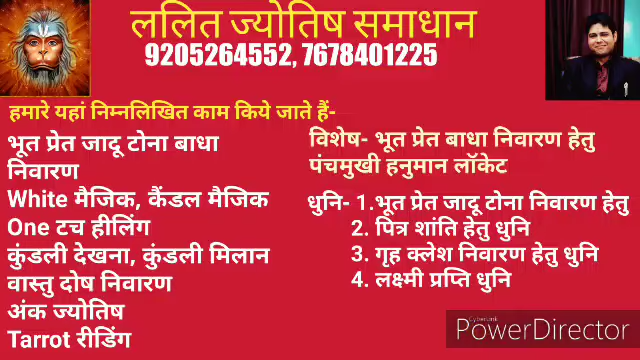 ललित ज्योतिष समाधान
9205264552, 7678401225
हमारे यहां निम्नलिखित काम किये जाते हैं-
भूत प्रेत जादू टोना बाधा
निवारण
White मैजिक, कैंडल मैजिक
One टच हीलिंग
कुंडली देखना, कुंडली मिलान
वास्तु दोष निवारण
अंक ज्योतिष
Tarrot रीडिंग
विशेष- भूत प्रेत बाधा निवारण हेतु
पंचमुखी हनुमान लॉकेट
धुनि- 1.भूत प्रेत जादू टोना निवारण हेतु
2. पित्र शांति हेतु धुनि
3. गृह क्लेश निवारण हेतु धुनि
4. लक्ष्मी प्रप्ति धुनि
CyberLink
PowerDirector